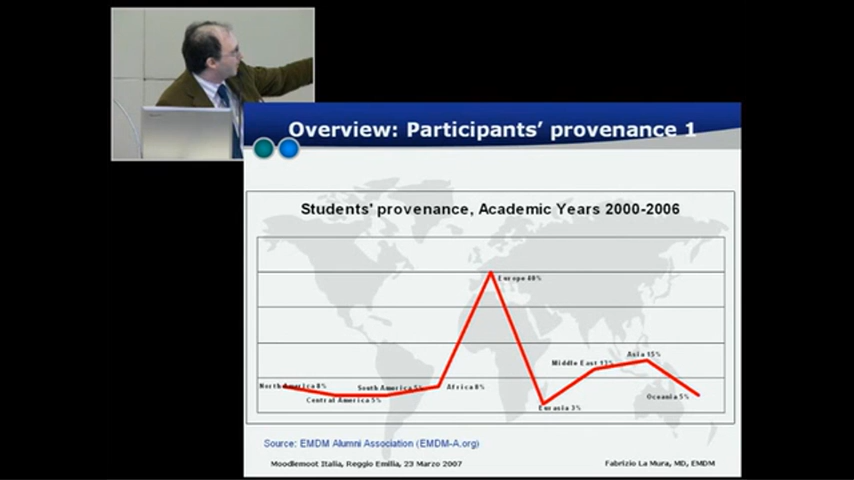 Overview: Participants' provenance 1
Students' provenance, Academic Years 2000-2006
Europe 40%
Asia 15%
Middle East 13%
North America 8%
South America 5%
Africa 8%
Central America 5%
Oceania 5%
Eurasia 3%
Source: EMDM Alumni Association (EMDM-A.org)
Moodlemoot Italia, Reggio Emilia, 23 Marzo 2007
Fabrizio La Mura, MD, EMDM